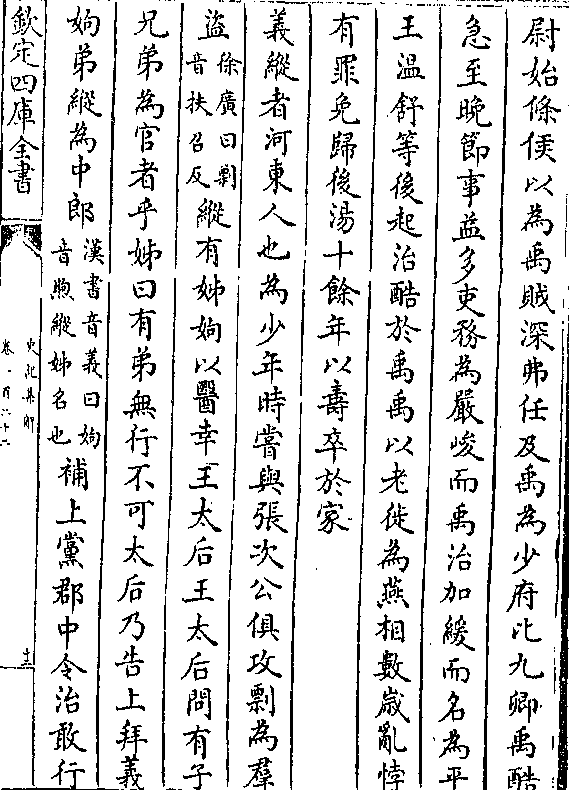 尉始條侯以為禹賊深弗任及禹為少府比九卿禹酷
急至晚節事益多吏務為嚴峻而禹治加緩而名為平
王溫舒等後起治酷於禹禹以老徙為燕相數歲亂悖
有罪免歸後湯十餘年以壽卒於家
義縱者河東人也為少年時嘗與張次公俱攻剽為羣
盜徐廣曰剽音扶召反縱有姊姁以醫幸王太后王太后問有子
兄弟為官者乎姊曰有弟無行不可太后乃告上拜義
姁弟縱為中郎漢書音義曰姁音煦縱姊名也補上黨郡中令治敢行
欽定四庫全書
史記集解
卷一百二十二
十三